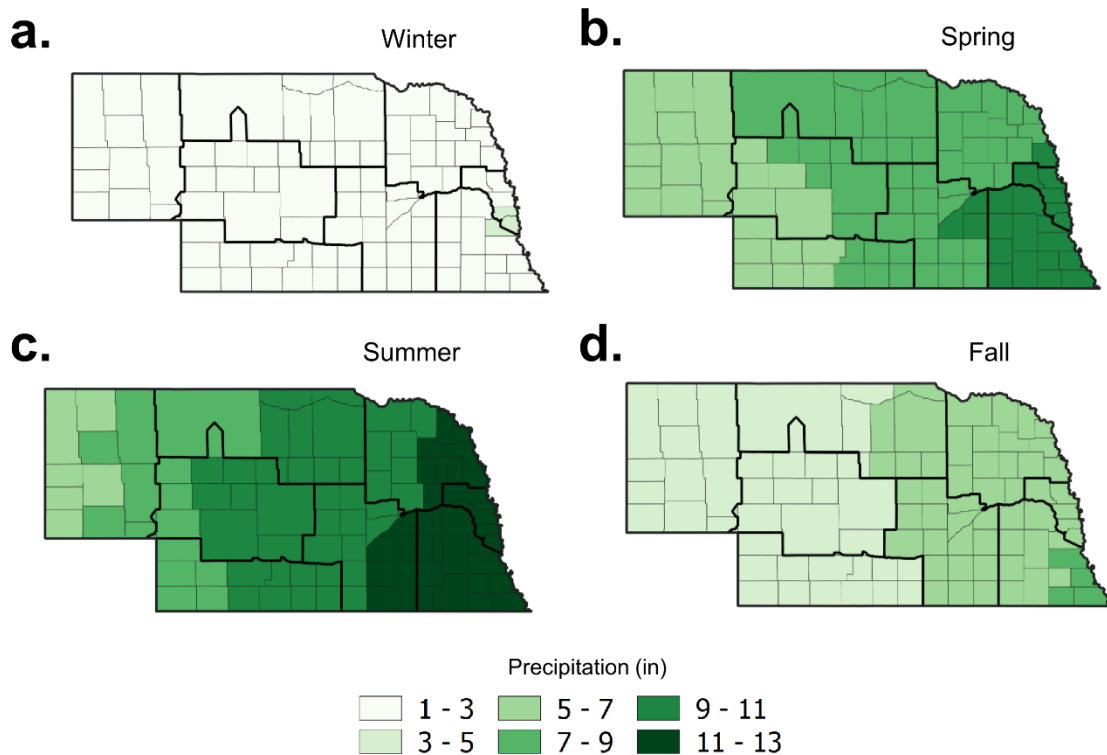 a. Winter
b. Spring
c. Summer
d. Fall
Precipitation (in)
1 - 3 5 - 7 9 - 11
3 - 5 7 - 9 11 - 13